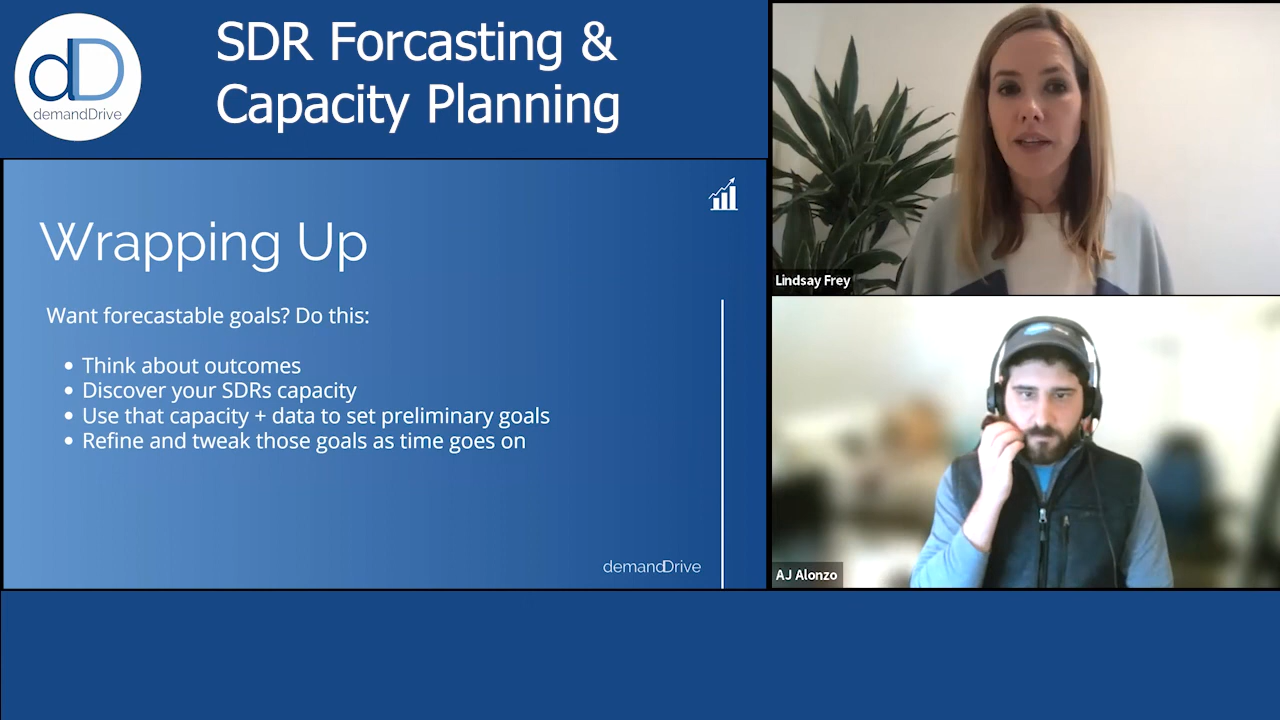 dD
demandDrive
SDR Forcasting &
Capacity Planning
Wrapping Up
Want forecastable goals? Do this:
• Think about outcomes
• Discover your SDRs capacity
• Use that capacity + data to set preliminary goals
• Refine and tweak those goals as time goes on
demandDrive
Lindsay Frey
AJ Alonzo